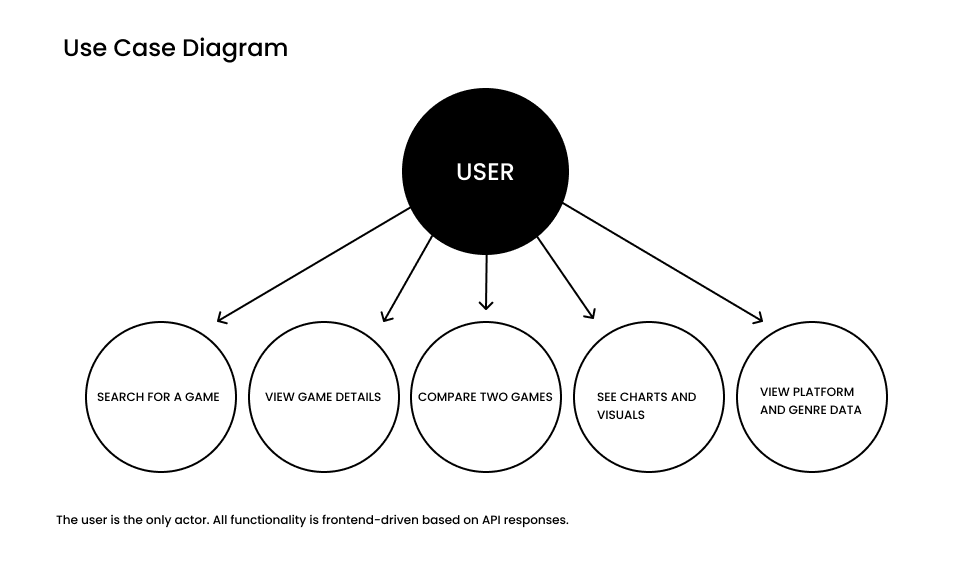 Use Case Diagram
USER
SEARCH FOR A GAME
VIEW GAME DETAILS
COMPARE TWO GAMES
SEE CHARTS AND
VISUALS
VIEW PLATFORM
AND GENRE DATA
The user is the only actor. All functionality is frontend-driven based on API responses.